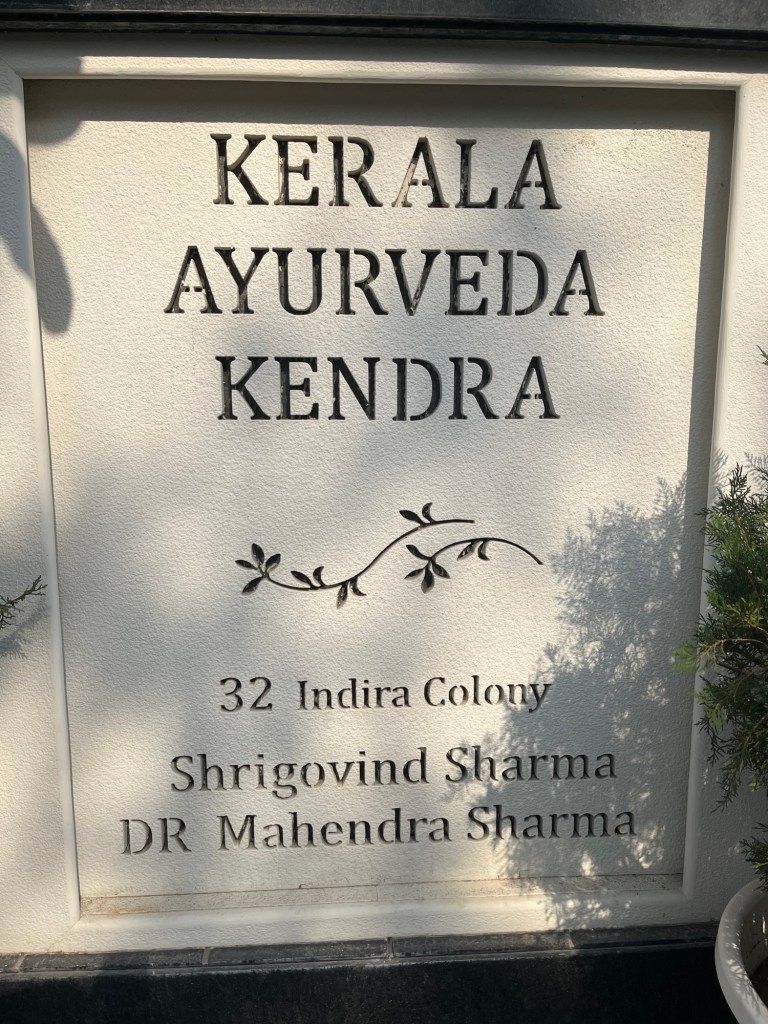 KERALA
AYURVEDA
KENDRA
32 Indira Colony
Shrigovind Sharma
DR Mahendra Sharma